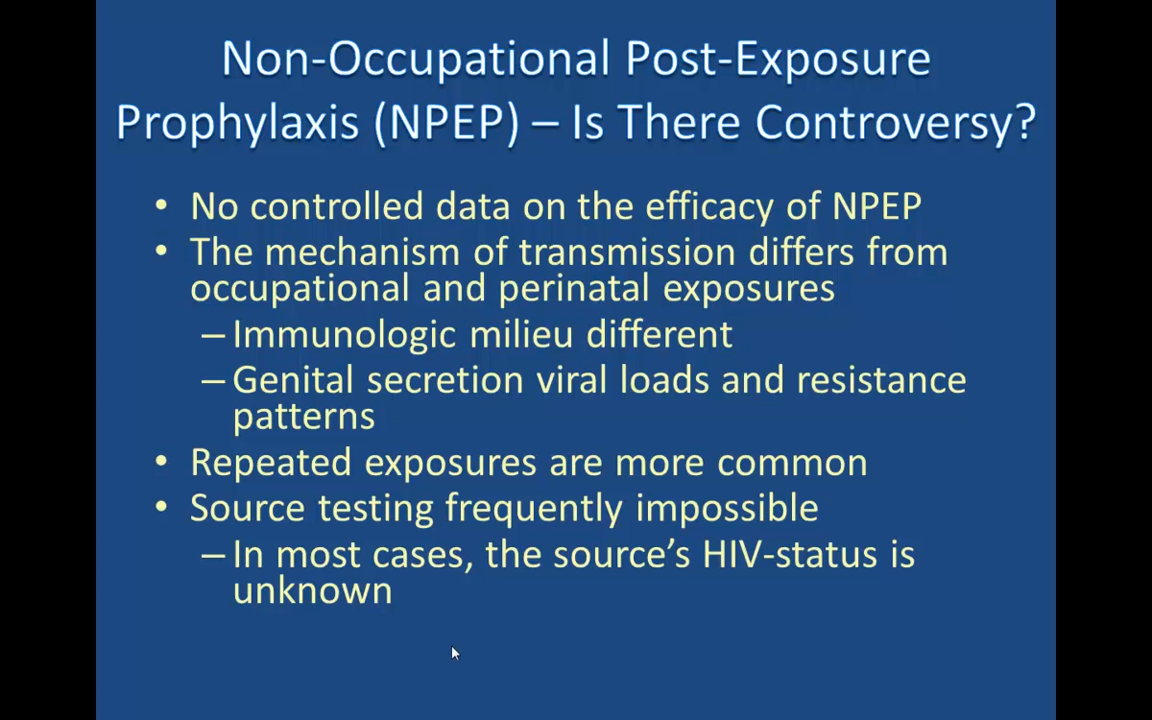 Non-Occupational Post-Exposure
Prophylaxis (NPEP) – Is There Controversy?
• No controlled data on the efficacy of NPEP
• The mechanism of transmission differs from
occupational and perinatal exposures
– Immunologic milieu different
– Genital secretion viral loads and resistance
patterns
• Repeated exposures are more common
• Source testing frequently impossible
– In most cases, the source’s HIV-status is
unknown